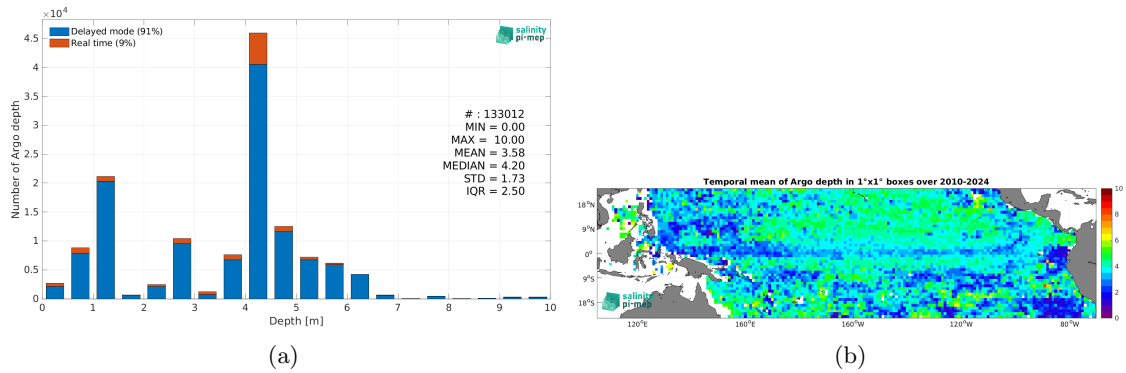 ×10⁴
Delayed mode (91%)
Real time (9%)
salinity
pi-mep
4.5
4
3.5
3
2.5
2
1.5
1
0.5
0
Number of Argo depth
# : 133012
MIN = 0.00
MAX = 10.00
MEAN = 3.58
MEDIAN = 4.20
STD = 1.73
IQR = 2.50
0 1 2 3 4 5 6 7 8 9 10
Depth [m]
(a)
Temporal mean of Argo depth in 1°x1° boxes over 2010-2024
18°N
9°N
0°
9°S
18°S
salinity
pi-mep
120°E 160°E 160°W 120°W 80°W
10
8
6
4
2
0
(b)